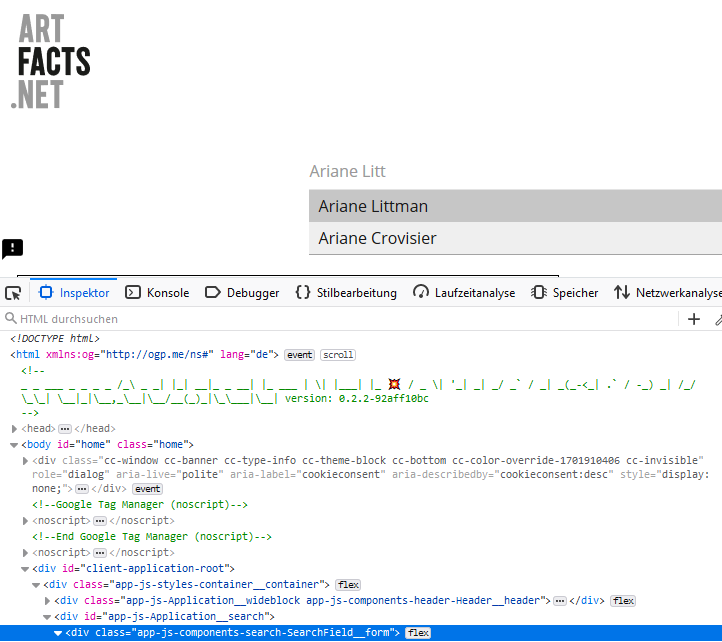 ART
FACTS
.NET
Ariane Litt
Ariane Littman
Ariane Crovisier
Inspektor Konsole Debugger Stilbearbeitung Laufzeitanalyse Speicher Netzwerkanalyse
HTML durchsuchen
<!DOCTYPE html>
<html xmlns:og="http://ogp.me/ns#" lang="de"> event scroll
<!--
_ _ ___ _ _ _ _ /_\ _ _| |_| __|_ _ __| |_ ___ | \| |___| |_ 💥 / _ \| '_| _| _/ _` / _| _(_-<_| .` / -_) _| /_/
\_\_| \__|_|\__,_\__|\__/__(_)_|\_\___|\__| version: 0.2.2-92aff10bc
-->
<head> ••• </head>
<body id="home" class="home">
<div class="cc-window cc-banner cc-type-info cc-theme-block cc-bottom cc-color-override-1701910406 cc-invisible"
role="dialog" aria-live="polite" aria-label="cookieconsent" aria-describedby="cookieconsent:desc" style="display:
none;"> ••• </div> event
<!--Google Tag Manager (noscript)-->
<noscript> ••• </noscript>
<!--End Google Tag Manager (noscript)-->
<noscript> ••• </noscript>
<div id="client-application-root">
<div class="app-js-styles-container__container"> flex
<div class="app-js-Application__wideblock app-js-components-header-Header__header"> ••• </div> flex
<div id="app-js-Application__search">
<div class="app-js-components-search-SearchField__form"> flex